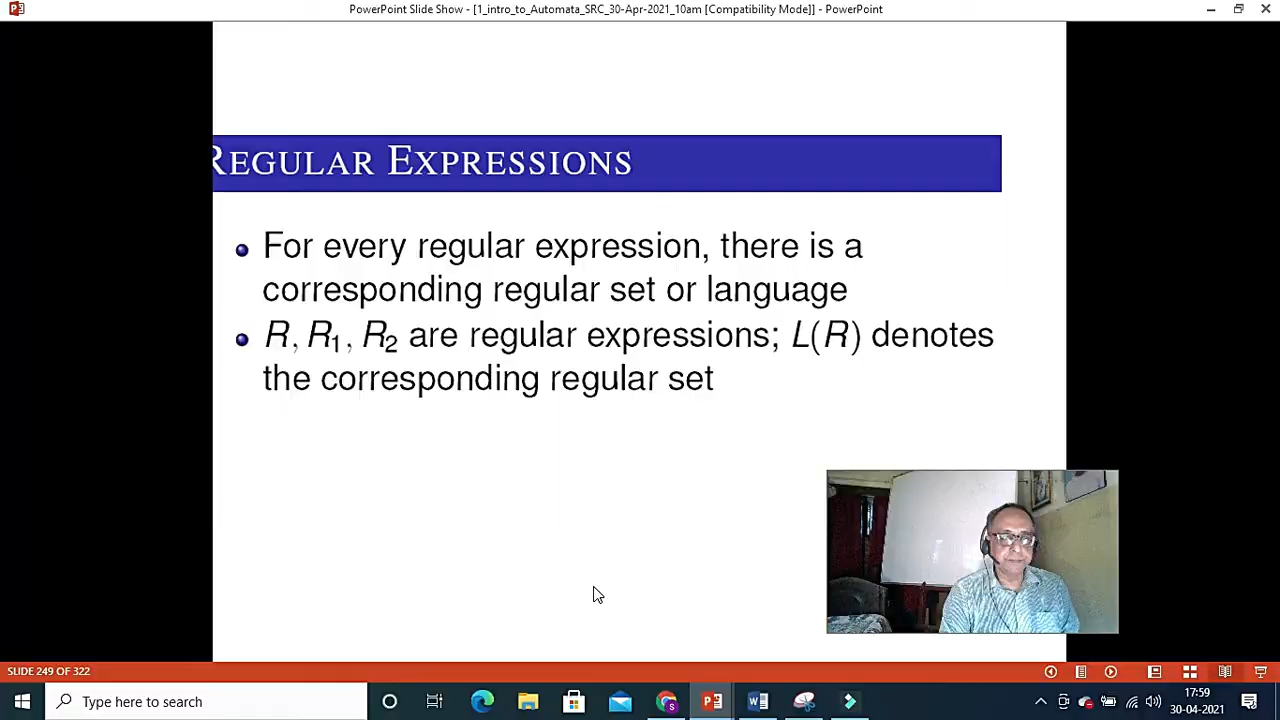 PowerPoint Slide Show - [1_intro_to_Automata_SRC_30-Apr-2021_10am [Compatibility Mode]] - PowerPoint
REGULAR EXPRESSIONS
For every regular expression, there is a
corresponding regular set or language
R, R₁, R₂ are regular expressions; L(R) denotes
the corresponding regular set
SLIDE 249 OF 322
Type here to search
17:59
30-04-2021